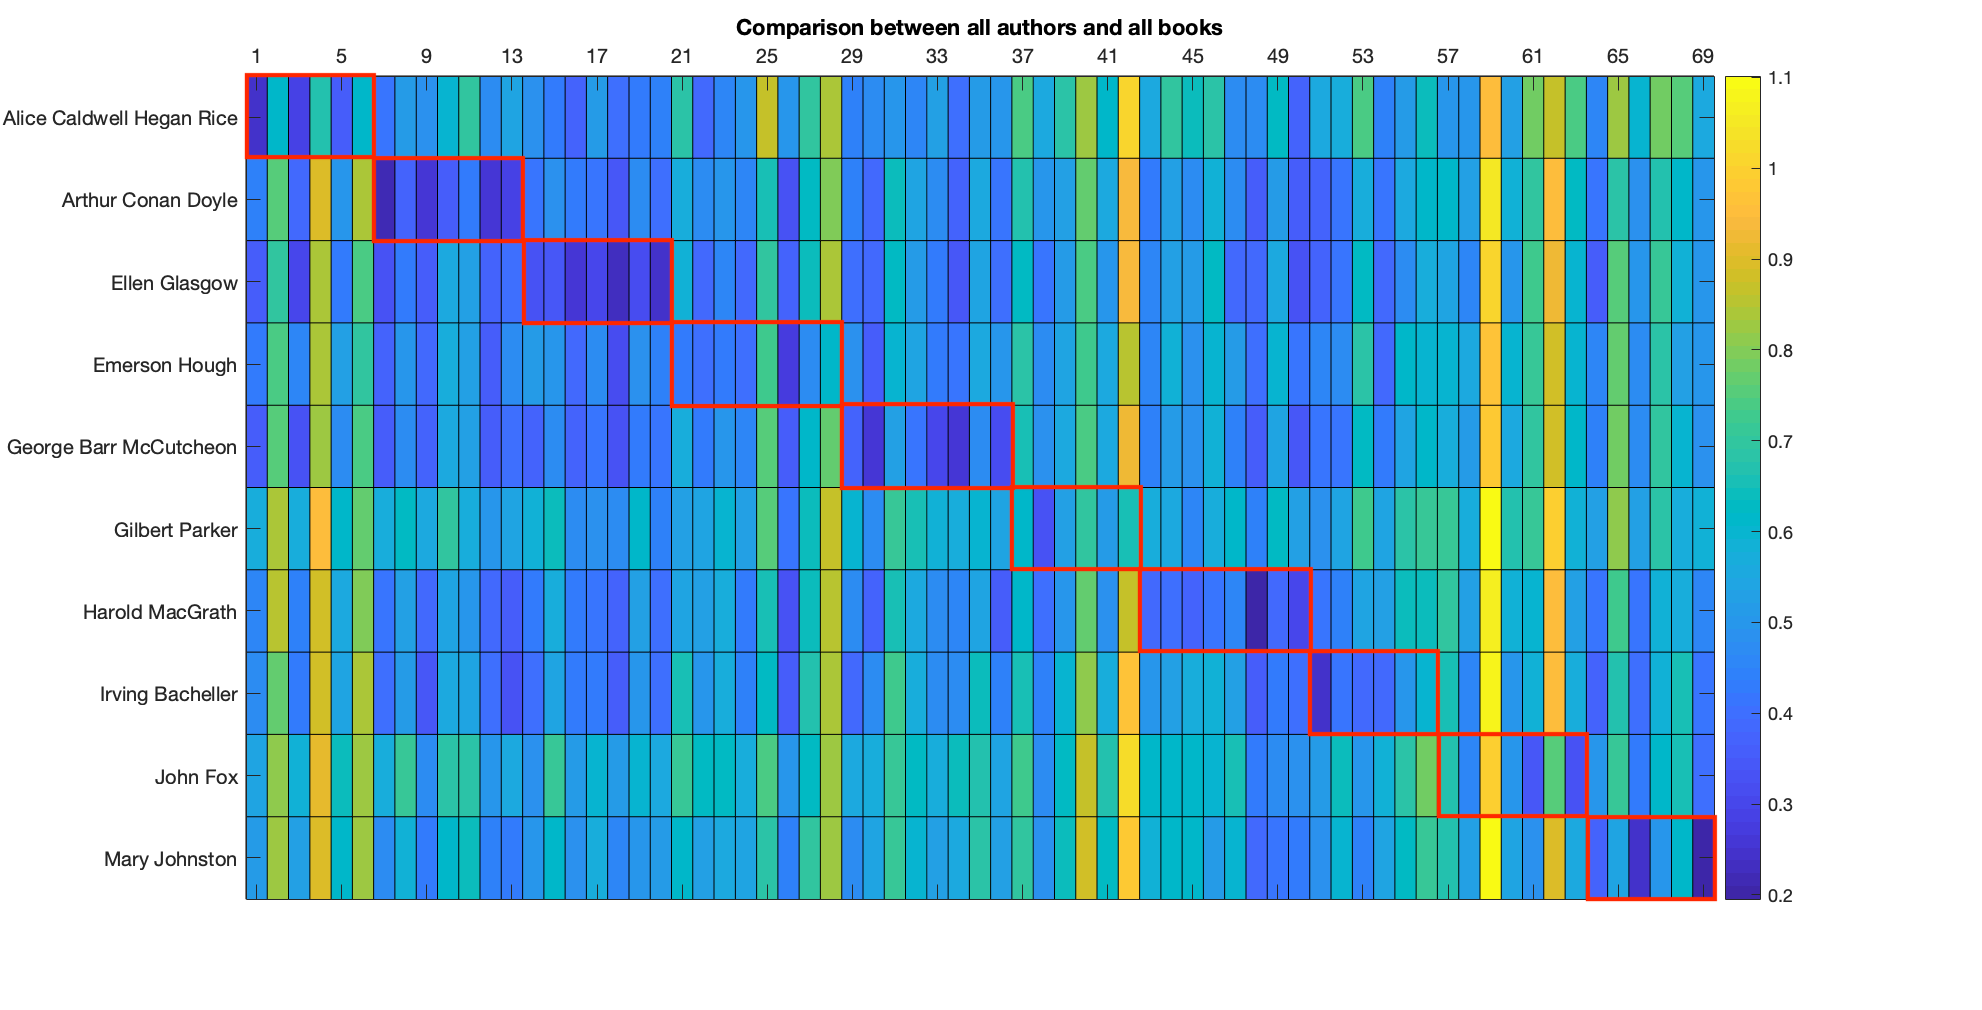 Comparison between all authors and all books
1 5 9 13 17 21 25 29 33 37 41 45 49 53 57 61 65 69
Alice Caldwell Hegan Rice
Arthur Conan Doyle
Ellen Glasgow
Emerson Hough
George Barr McCutcheon
Gilbert Parker
Harold MacGrath
Irving Bacheller
John Fox
Mary Johnston
1.1
1
0.9
0.8
0.7
0.6
0.5
0.4
0.3
0.2